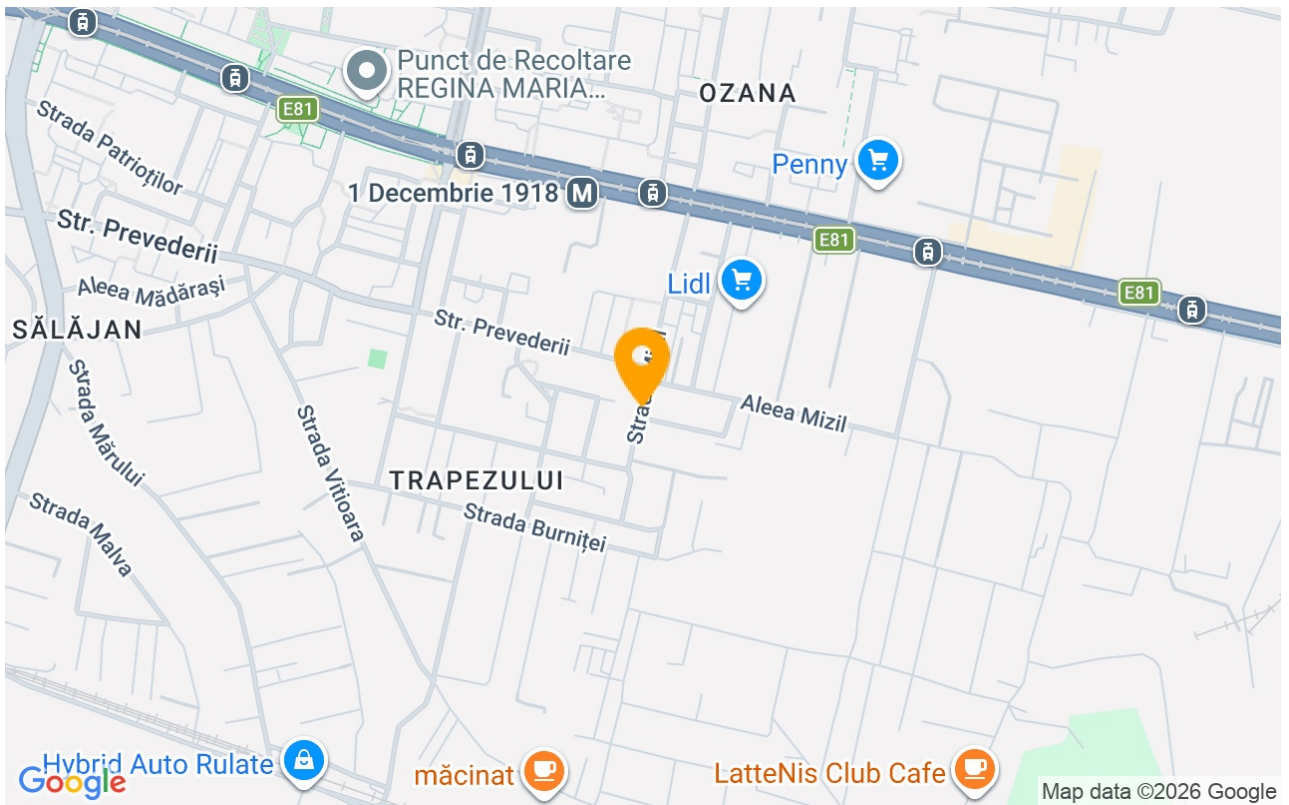 Punct de Recoltare
REGINA MARIA...
OZANA
E81
Strada Patrioților
Penny
1 Decembrie 1918 M
Str. Prevederii
E81
Aleea Mădărași
Lidl
E81
SĂLĂJAN
Str. Prevederii
Strada Mărului
Aleea Mizil
Strada Vitioara
TRAPEZULUI
Strada Malva
Strada Burniței
Hybrid Auto Rulate
măcinat
LatteNis Club Cafe
Google
Map data ©2026 Google